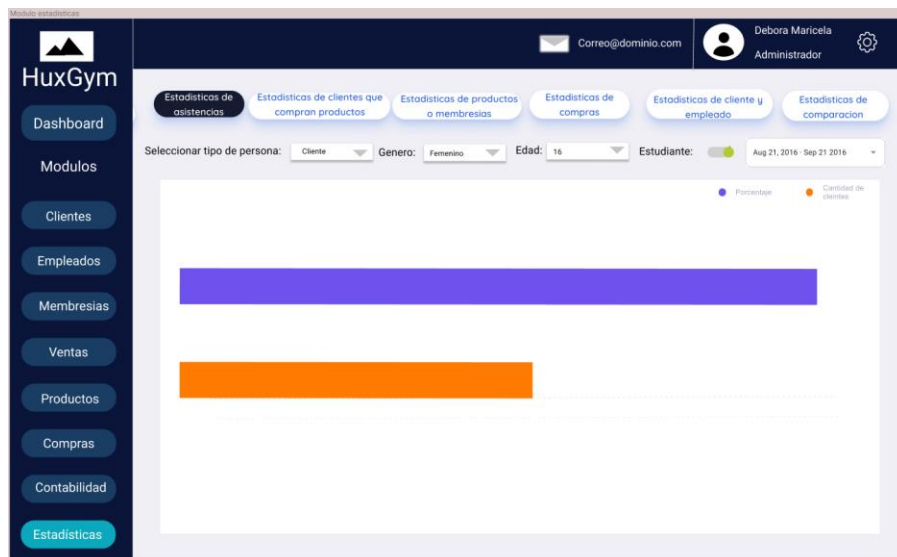 Modulo estadísticas
HuxGym
Correo@dominio.com
Debora Maricela
Administrador
Dashboard
Modulos
Clientes
Empleados
Membresias
Ventas
Productos
Compras
Contabilidad
Estadísticas
Estadisticas de
asistencias
Estadisticas de clientes que
compran productos
Estadisticas de productos
o membresias
Estadisticas de
compras
Estadisticas de cliente y
empleado
Estadisticas de
comparacion
Seleccionar tipo de persona:
Cliente
Genero:
Femenino
Edad:
16
Estudiante:
Aug 21, 2016 - Sep 21 2016
Porcentaje
Cantidad de
cleintes